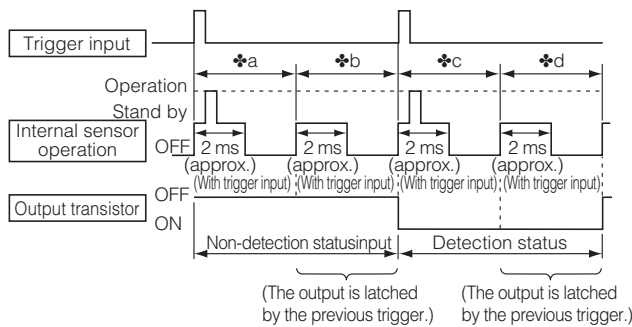 Trigger input
✤a ✤b ✤c ✤d
Operation
Stand by
Internal sensor operation
OFF
2 ms (approx.) (With trigger input)
2 ms (approx.) (With trigger input)
2 ms (approx.) (With trigger input)
2 ms (approx.) (With trigger input)
OFF
Output transistor
ON
Non-detection statusinput
Detection status
(The output is latched
by the previous trigger.)
(The output is latched
by the previous trigger.)